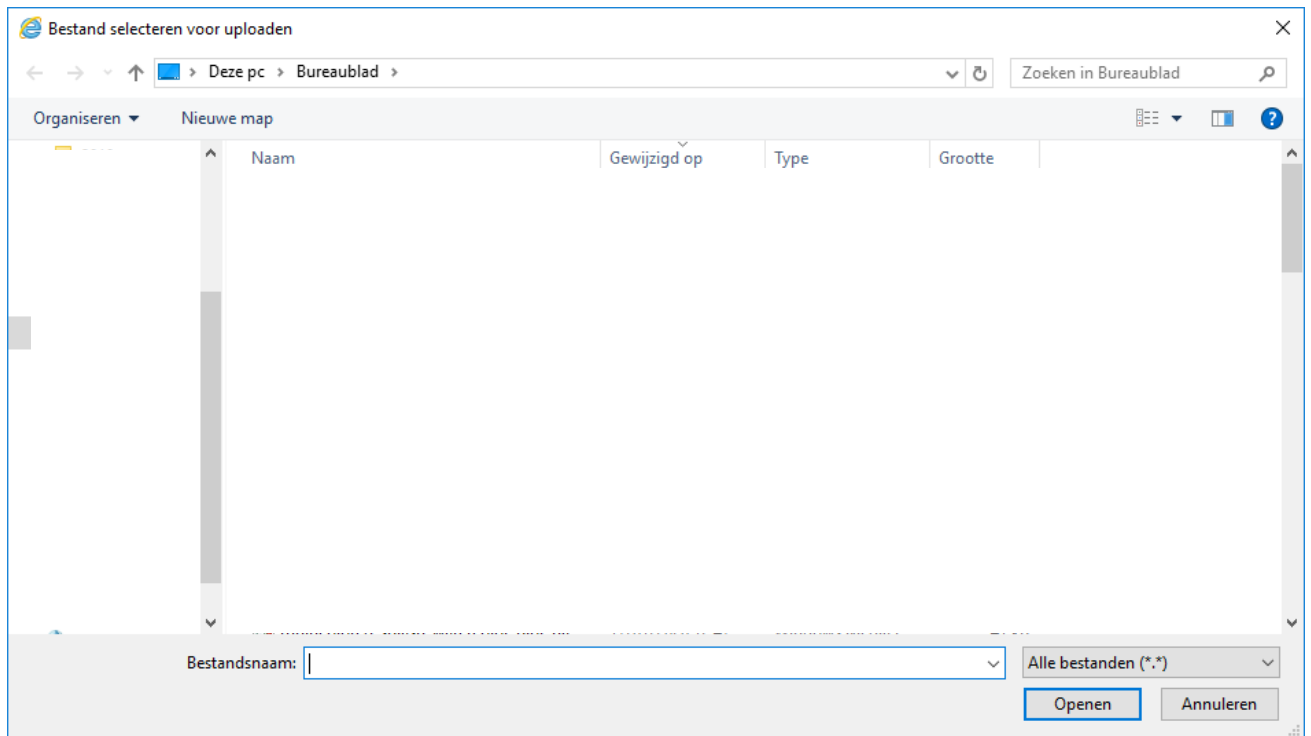 Bestand selecteren voor uploaden
Deze pc > Bureaublad >
Zoeken in Bureaublad
Organiseren
Nieuwe map
?
Naam
Gewijzigd op
Type
Grootte
Bestandsnaam:
Alle bestanden (*.*)
Openen
Annuleren